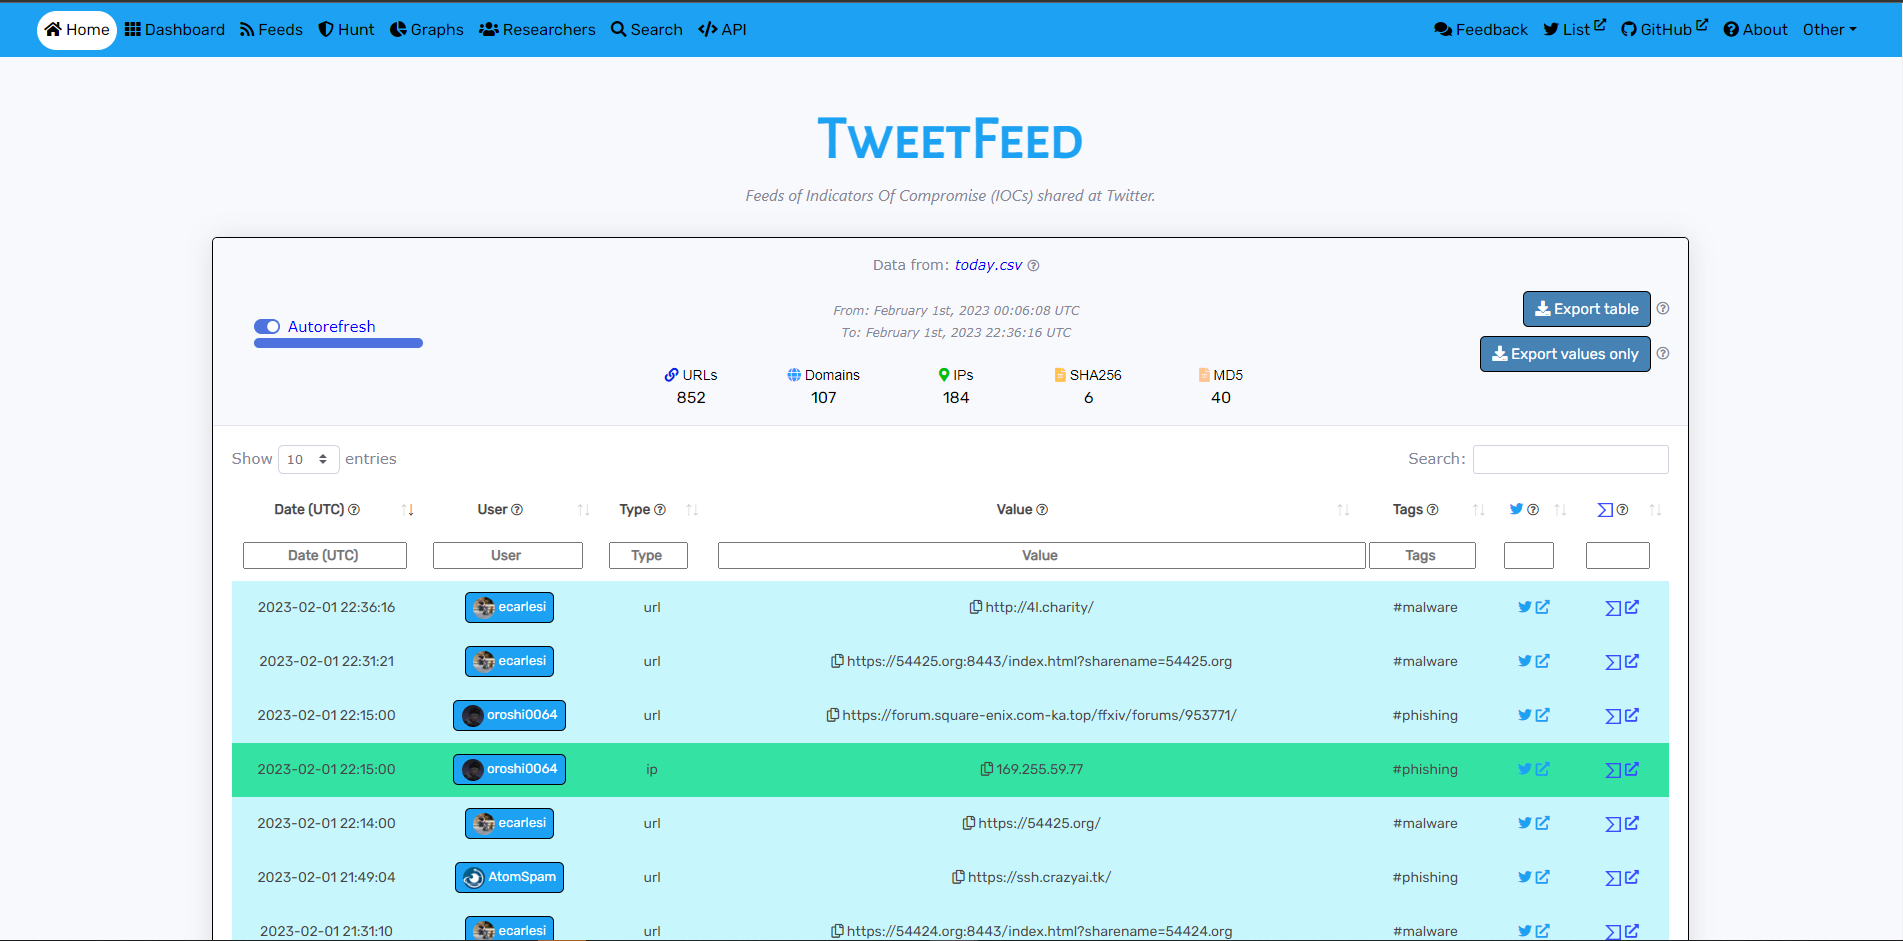 Home Dashboard Feeds Hunt Graphs Researchers Search API Feedback List GitHub About Other
TWEETFEED
Feeds of Indicators Of Compromise (IOCs) shared at Twitter.
Data from: today.csv
From: February 1st, 2023 00:06:08 UTC
To: February 1st, 2023 22:36:16 UTC
Autorefresh
Export table
Export values only
URLs Domains IPs SHA256 MD5
852 107 184 6 40
Show 10 entries Search:
Date (UTC) User Type Value Tags
Date (UTC) User Type Value Tags
2023-02-01 22:36:16 ecarlesi url http://4l.charity/ #malware
2023-02-01 22:31:21 ecarlesi url https://54425.org:8443/index.html?sharename=54425.org #malware
2023-02-01 22:15:00 oroshi0064 url https://forum.square-enix.com-ka.top/ffxiv/forums/953771/ #phishing
2023-02-01 22:15:00 oroshi0064 ip 169.255.59.77 #phishing
2023-02-01 22:14:00 ecarlesi url https://54425.org/ #malware
2023-02-01 21:49:04 AtomSpam url https://ssh.crazyai.tk/ #phishing
2023-02-01 21:31:10 ecarlesi url https://54424.org:8443/index.html?sharename=54424.org #malware